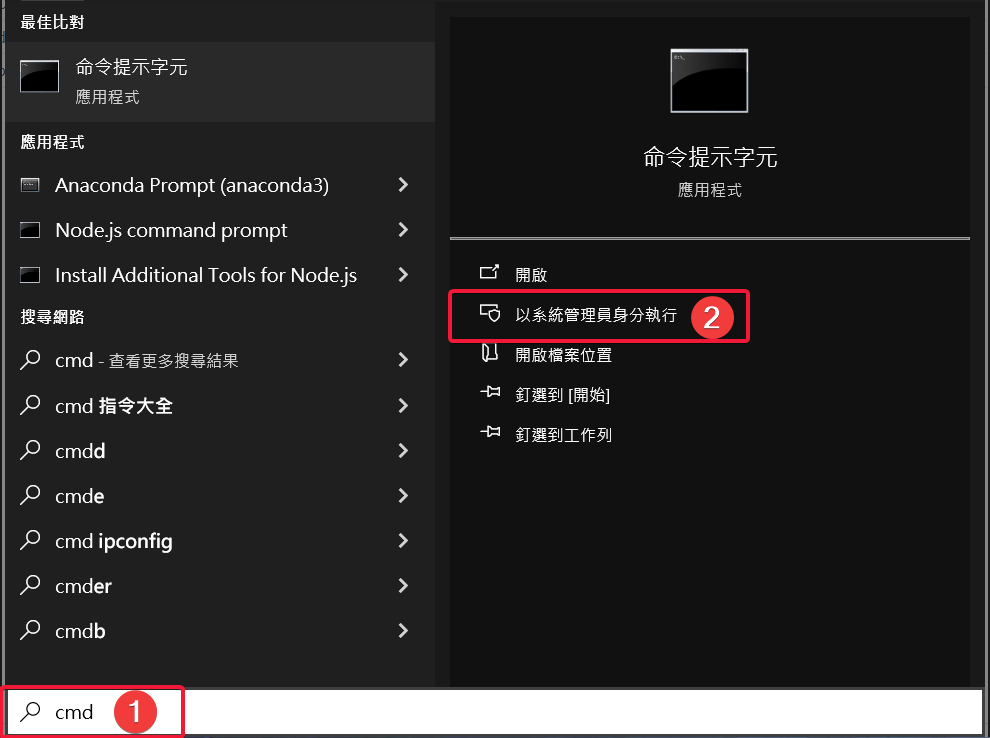 最佳比對
命令提示字元
應用程式
應用程式
Anaconda Prompt (anaconda3)
Node.js command prompt
Install Additional Tools for Node.js
搜尋網路
cmd - 查看更多搜尋結果
cmd 指令大全
cmdd
cmde
cmd ipconfig
cmder
cmdb
cmd 1
命令提示字元
應用程式
開啟
以系統管理員身分執行 2
開啟檔案位置
釘選到 [開始]
釘選到工作列